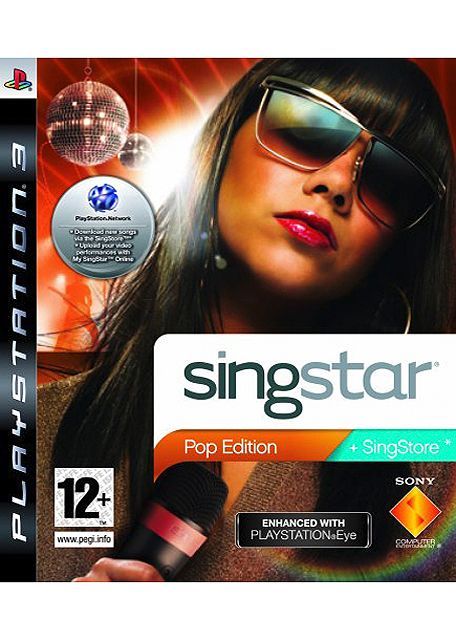 PLAYSTATION 3
PlayStation®Network
• Download new songs
via the SingStore™*
• Upload your video
performances with
My SingStar™ Online
singstar®
Pop Edition
+ SingStore *
12+
TM
www.pegi.info
ENHANCED WITH
PLAYSTATION®Eye
SONY
COMPUTER
ENTERTAINMENT®